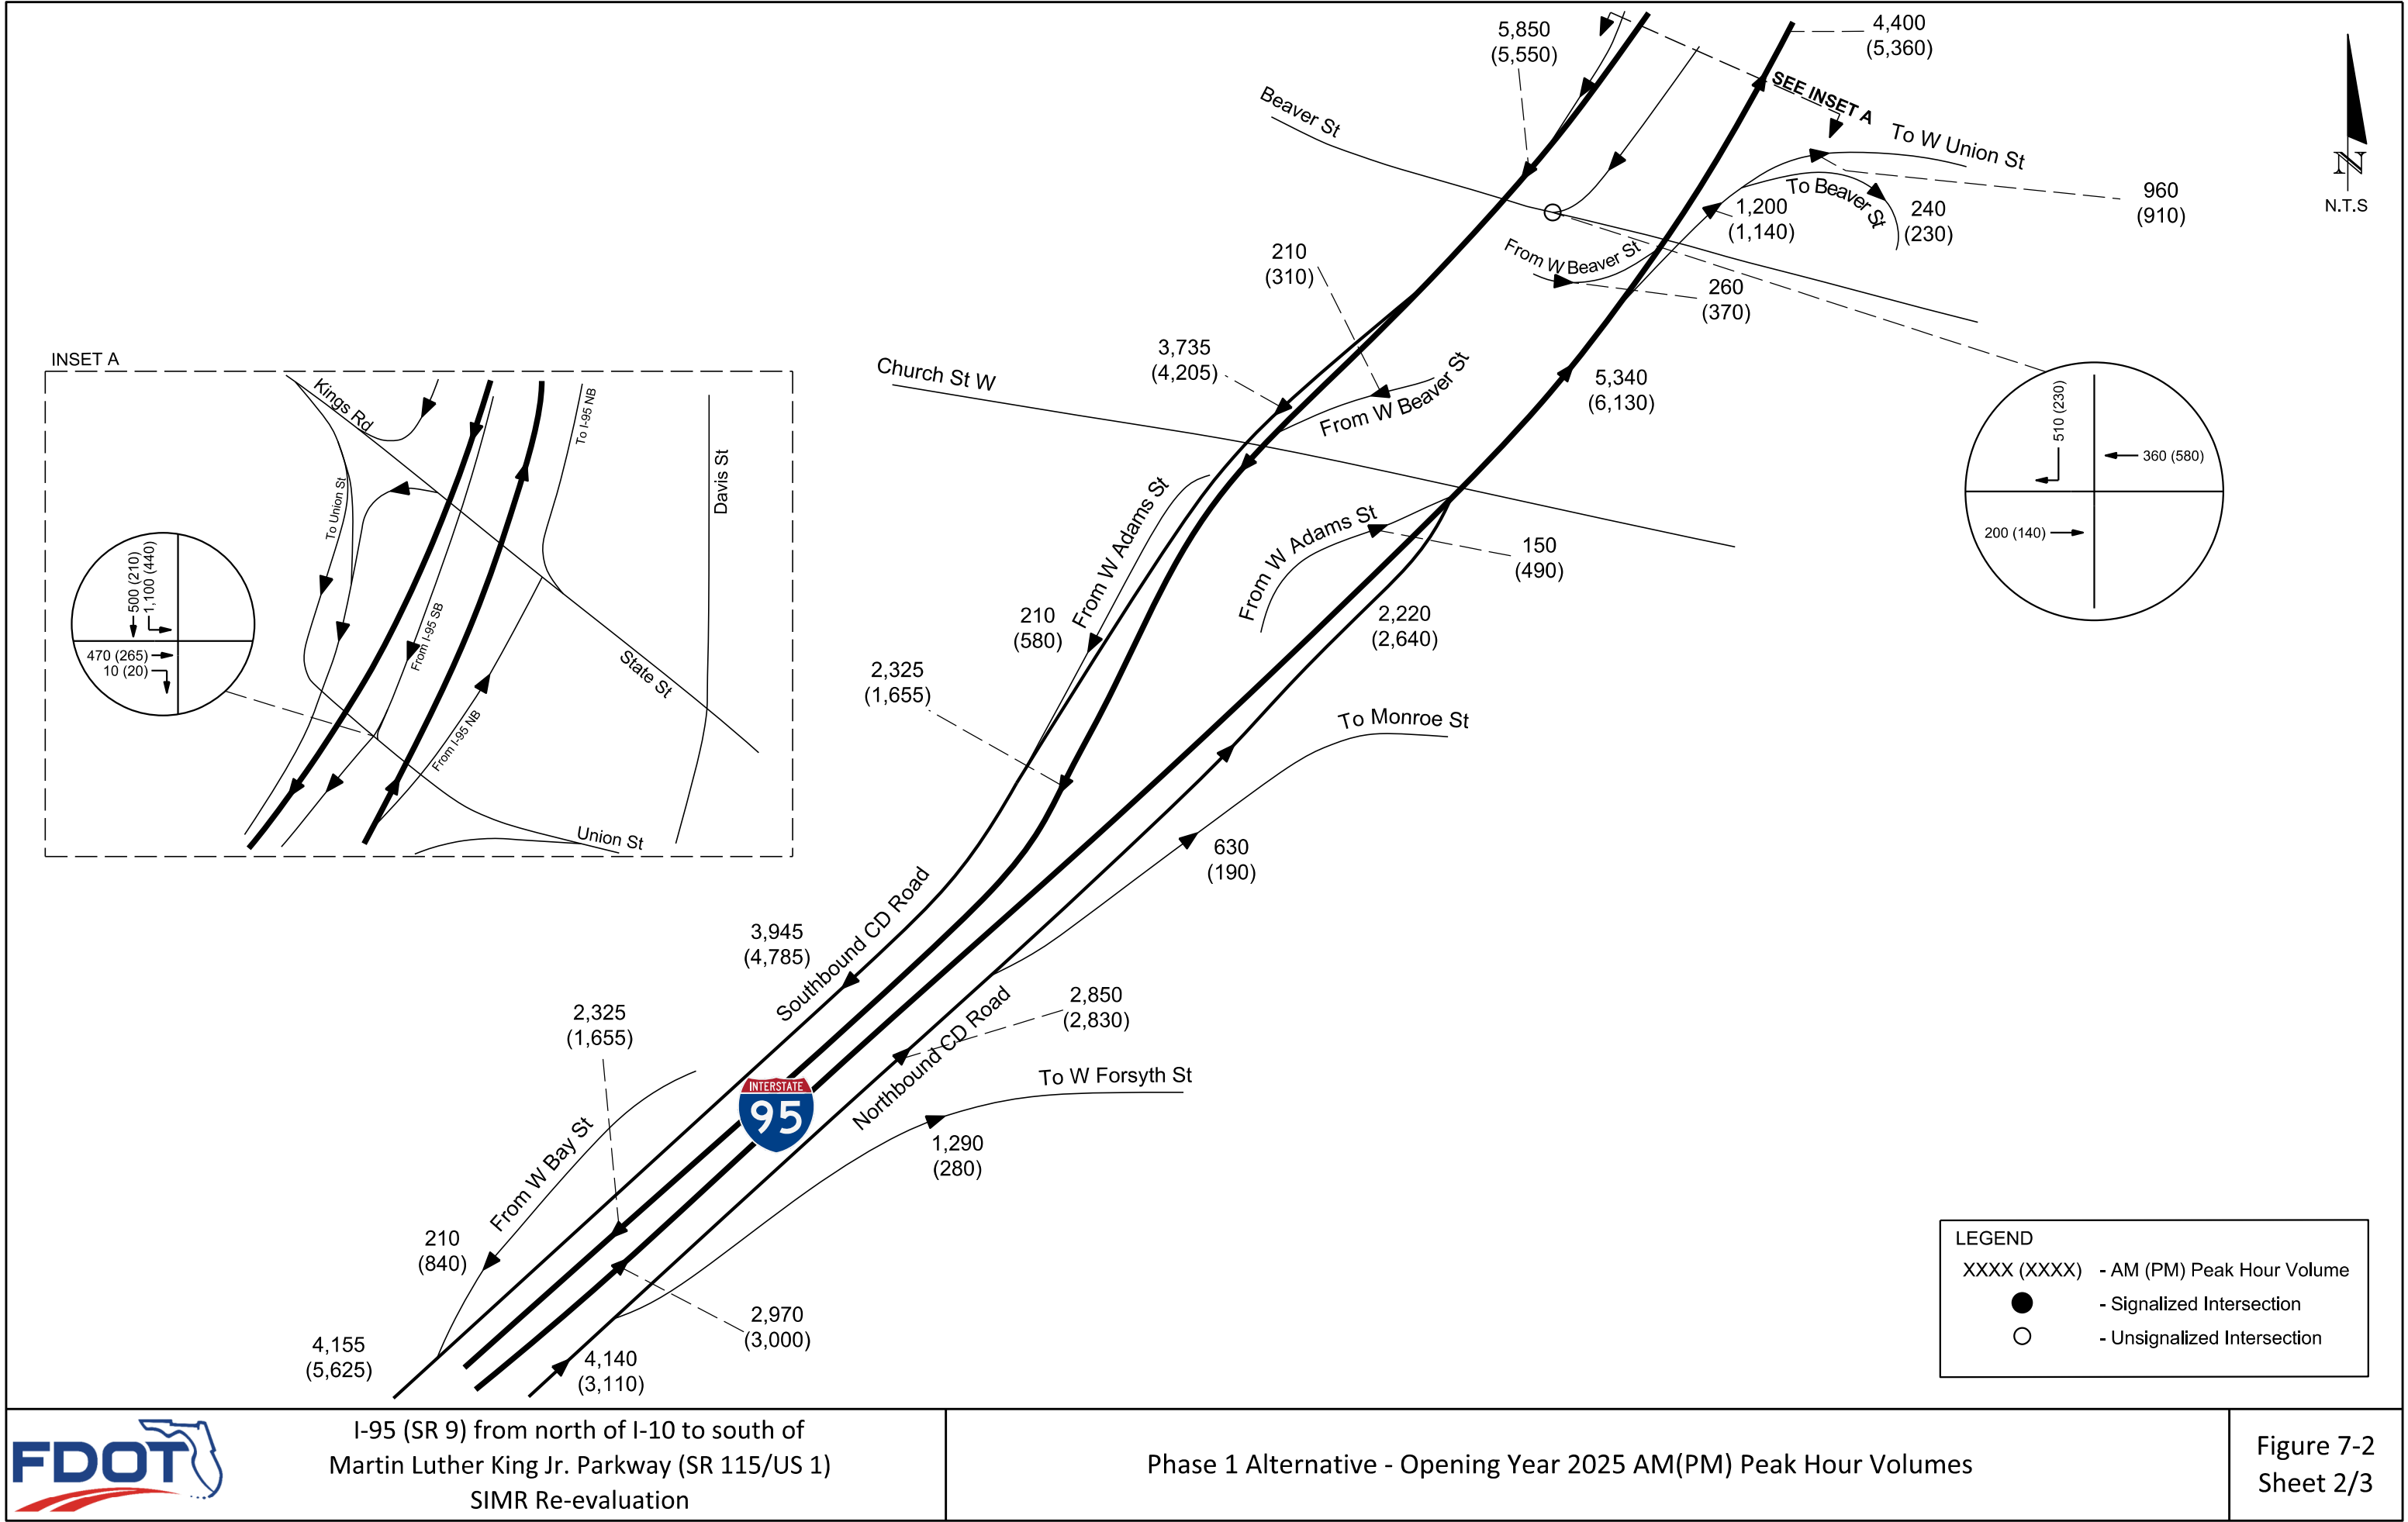 5,850
(5,550)
4,400
(5,360)
SEE INSET A
Beaver St
To W Union St
N
N.T.S
To Beaver St
960
(910)
1,200
(1,140)
240
(230)
From W Beaver St
210
(310)
260
(370)
3,735
(4,205)
Church St W
From W Beaver St
5,340
(6,130)
510 (230)
360 (580)
200 (140)
INSET A
Kings Rd
To I-95 NB
Davis St
To Union St
500 (210)
1,100 (440)
470 (265)
10 (20)
From I-95 SB
State St
From I-95 NB
Union St
From W Adams St
From W Adams St
150
(490)
210
(580)
2,220
(2,640)
2,325
(1,655)
To Monroe St
630
(190)
Southbound CD Road
3,945
(4,785)
2,850
(2,830)
2,325
(1,655)
Northbound CD Road
To W Forsyth St
INTERSTATE
95
1,290
(280)
From W Bay St
210
(840)
2,970
(3,000)
4,155
(5,625)
4,140
(3,110)
LEGEND
XXXX (XXXX) - AM (PM) Peak Hour Volume
- Signalized Intersection
- Unsignalized Intersection
FDOT
I-95 (SR 9) from north of I-10 to south of
Martin Luther King Jr. Parkway (SR 115/US 1)
SIMR Re-evaluation
Phase 1 Alternative - Opening Year 2025 AM(PM) Peak Hour Volumes
Figure 7-2
Sheet 2/3